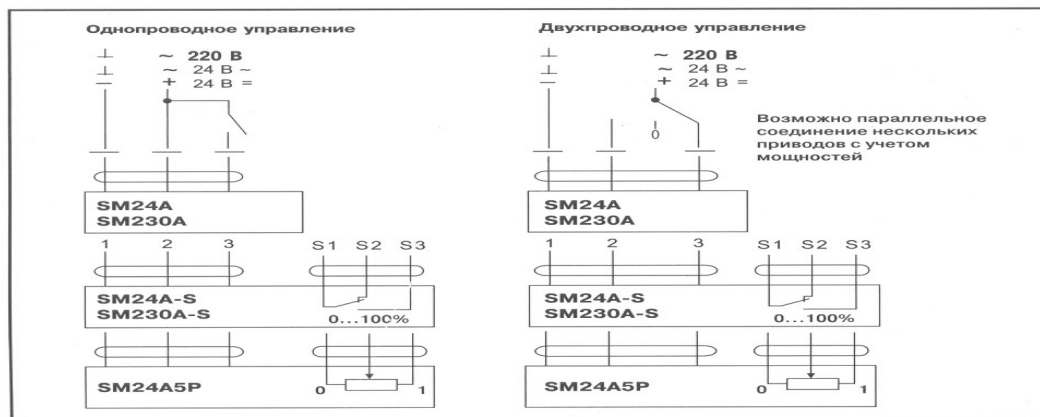 Однопроводное управление
⊥ ~ 220 В
⊥ ~ 24 В ~
– + 24 В =
SM24A
SM230A
1 2 3 S1 S2 S3
SM24A-S
SM230A-S
0...100%
SM24A5P
0 1
Двухпроводное управление
⊥ ~ 220 В
⊥ ~ 24 В ~
– + 24 В =
0
Возможно параллельное
соединение нескольких
приводов с учетом
мощностей
SM24A
SM230A
1 2 3 S1 S2 S3
SM24A-S
SM230A-S
0...100%
SM24A5P
0 1